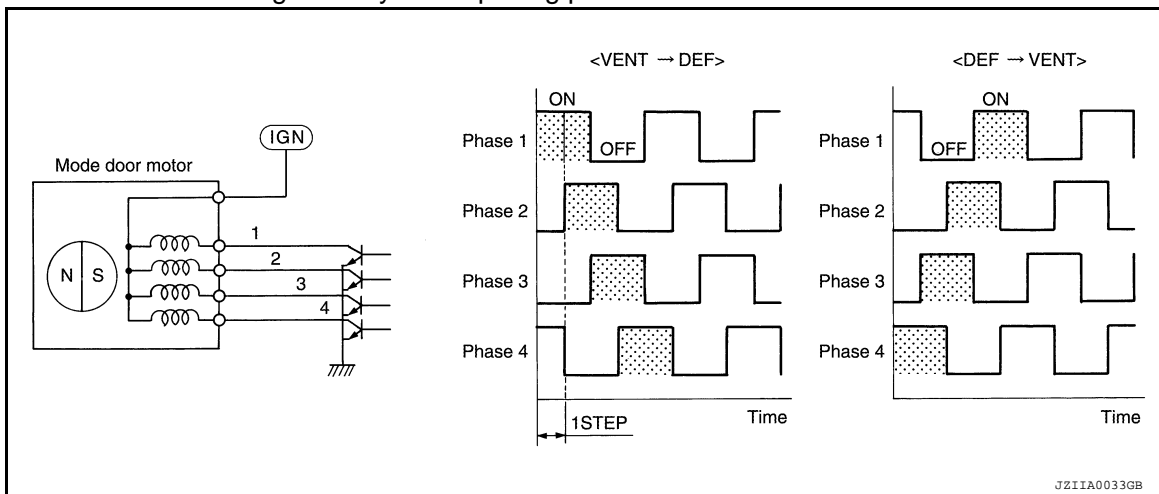 IGN
Mode door motor
N S
1
2
3
4
<VENT → DEF>
ON
Phase 1
OFF
Phase 2
Phase 3
Phase 4
Time
1STEP
<DEF → VENT>
ON
Phase 1
OFF
Phase 2
Phase 3
Phase 4
Time
JZIIA0033GB